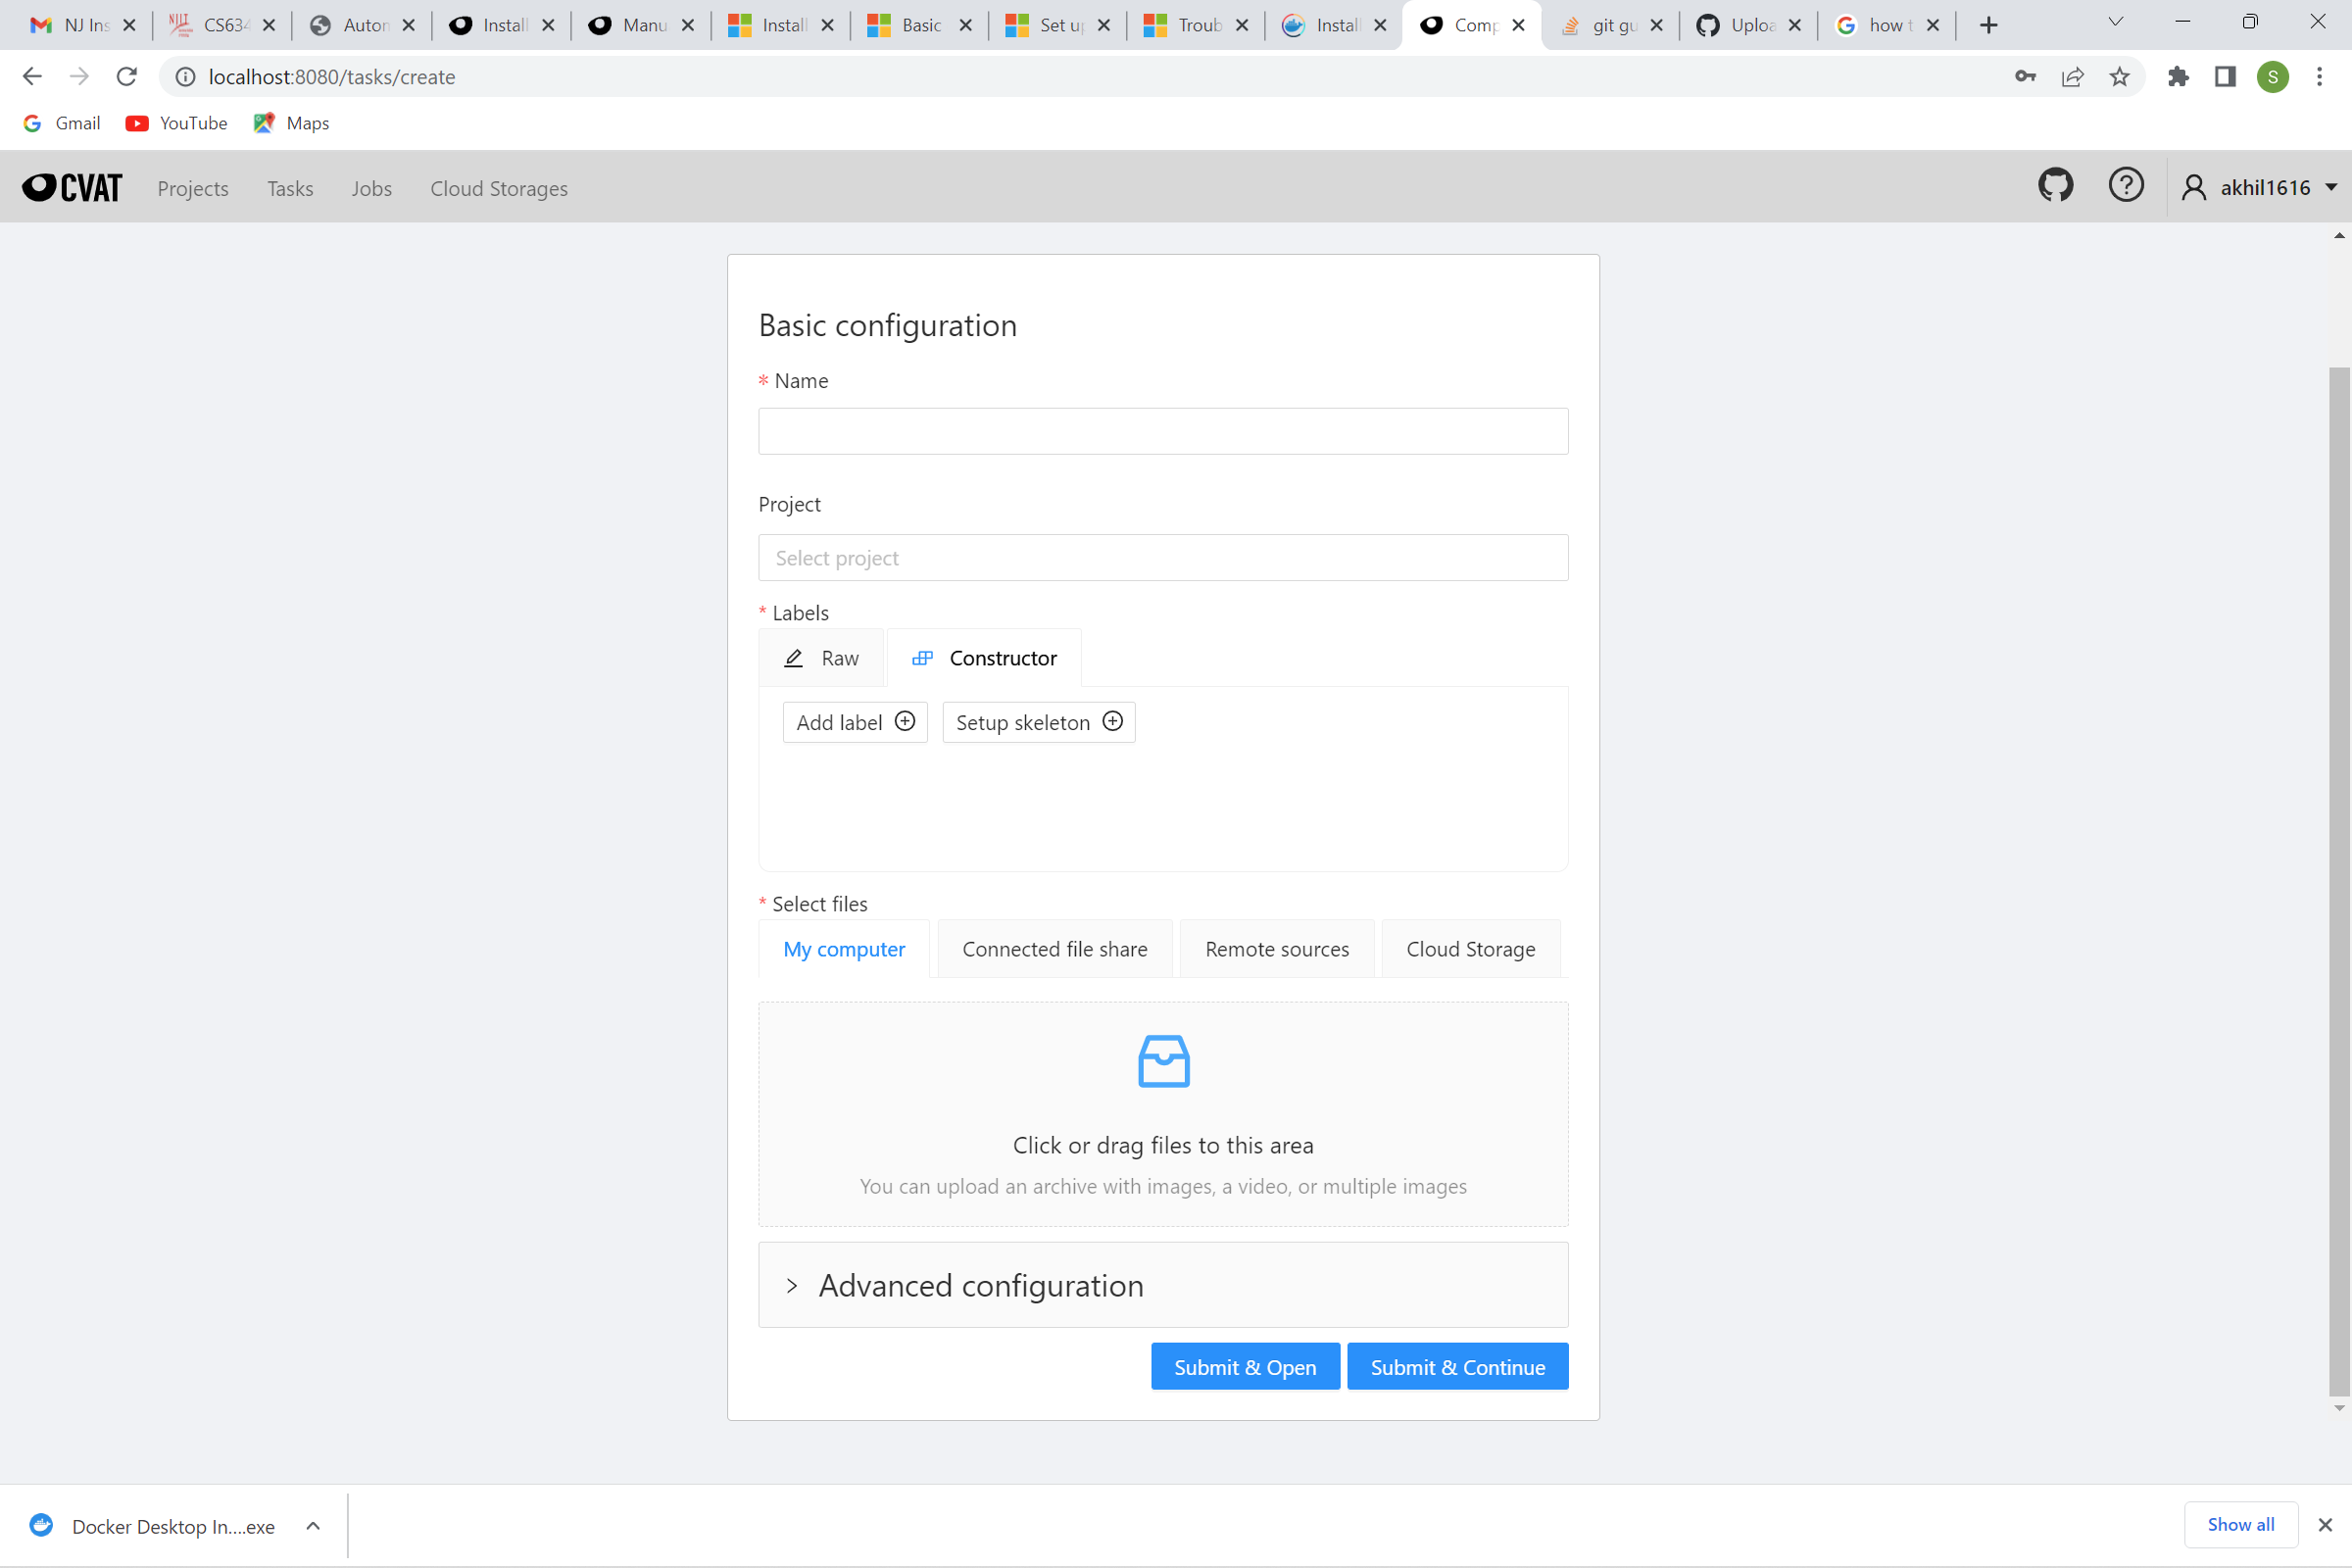 NJ Ins CS634 Autom Install Manu Install Basic Set up Troub Install Comp git gu Uploa how t
localhost:8080/tasks/create S
Gmail YouTube Maps
CVAT Projects Tasks Jobs Cloud Storages akhil1616
Basic configuration
* Name
Project
Select project
* Labels
Raw Constructor
Add label Setup skeleton
* Select files
My computer Connected file share Remote sources Cloud Storage
Click or drag files to this area
You can upload an archive with images, a video, or multiple images
Advanced configuration
Submit & Open Submit & Continue
Docker Desktop In....exe Show all